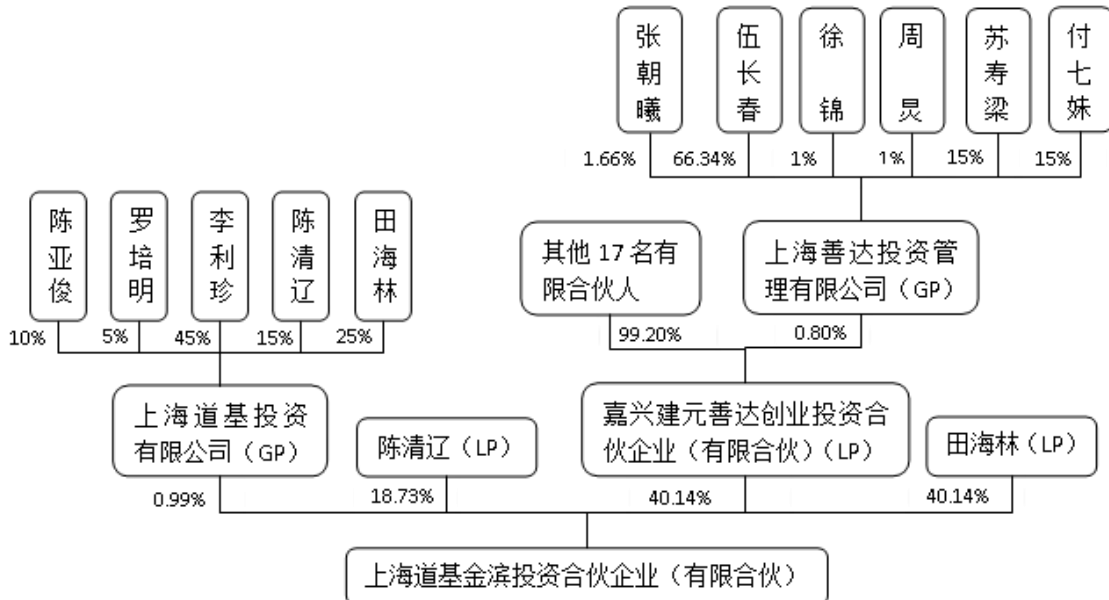 张朝曦
伍长春
徐锦
周炅
苏寿梁
付七妹
1.66%
66.34%
1%
1%
15%
15%
陈亚俊
罗培明
李利珍
陈清辽
田海林
其他 17 名有
限合伙人
上海善达投资管
理有限公司（GP）
10%
5%
45%
15%
25%
99.20%
0.80%
上海道基投资
有限公司（GP）
陈清辽（LP）
嘉兴建元善达创业投资合
伙企业（有限合伙）（LP）
田海林（LP）
0.99%
18.73%
40.14%
40.14%
上海道基金滨投资合伙企业（有限合伙）